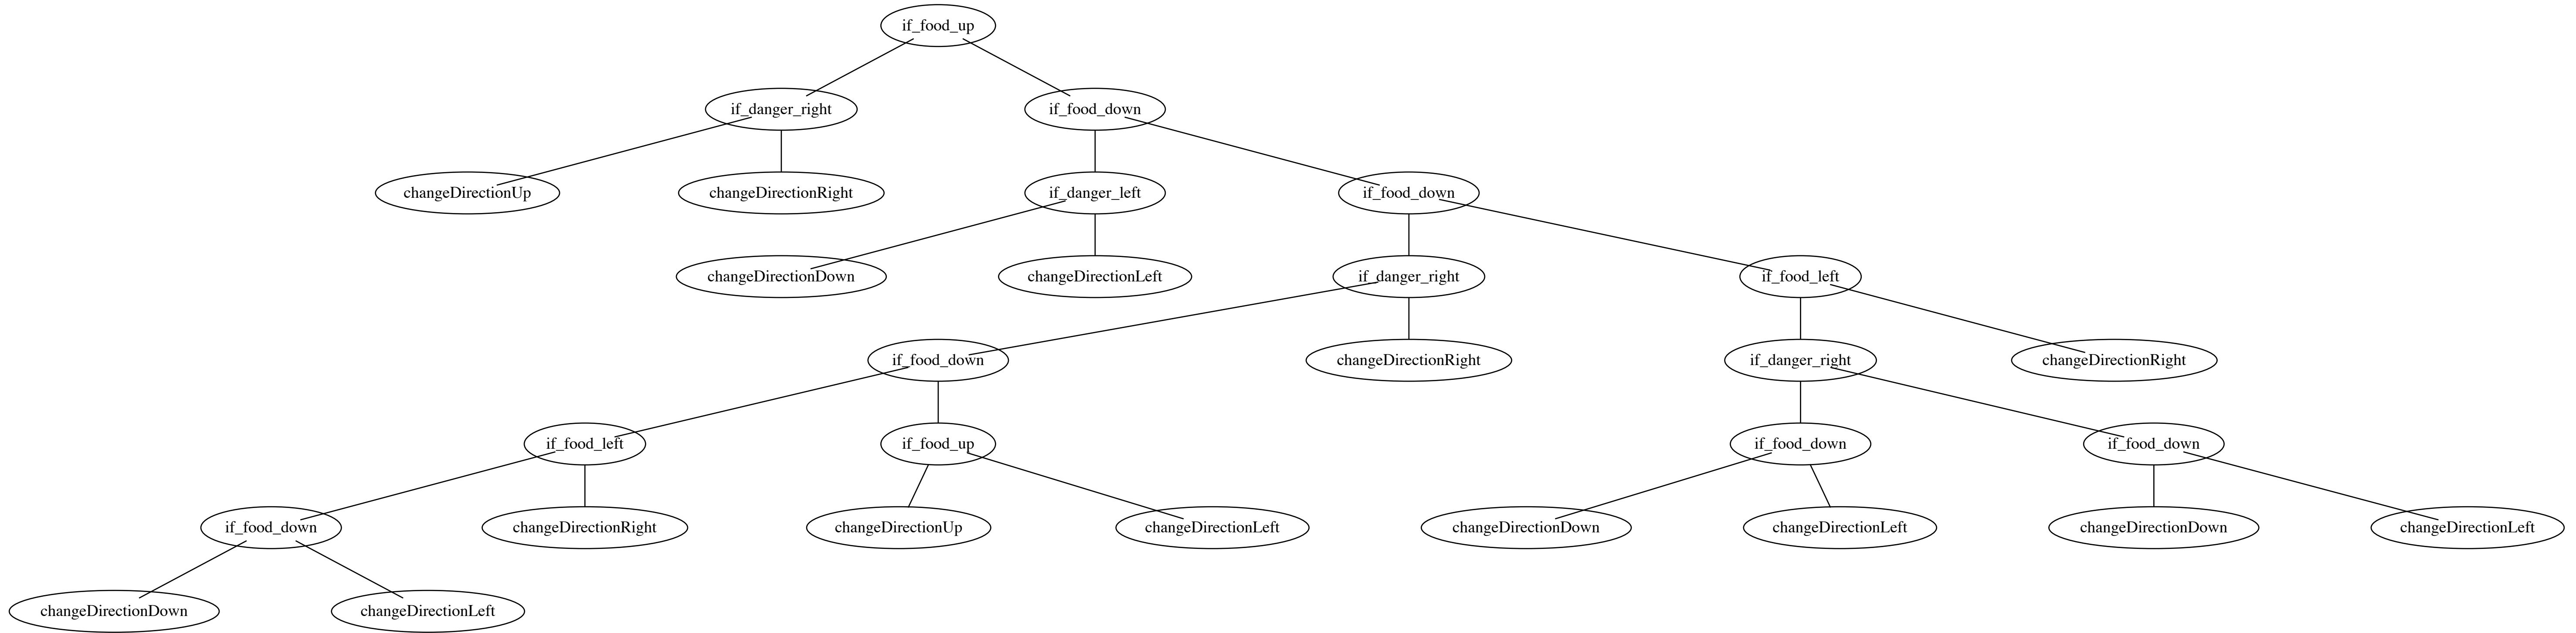 if_food_up
if_danger_right
if_food_down
changeDirectionUp
changeDirectionRight
if_danger_left
if_food_down
changeDirectionDown
changeDirectionLeft
if_danger_right
if_food_left
if_food_down
changeDirectionRight
if_danger_right
changeDirectionRight
if_food_left
if_food_up
if_food_down
if_food_down
if_food_down
changeDirectionRight
changeDirectionUp
changeDirectionLeft
changeDirectionDown
changeDirectionLeft
changeDirectionDown
changeDirectionLeft
changeDirectionDown
changeDirectionLeft